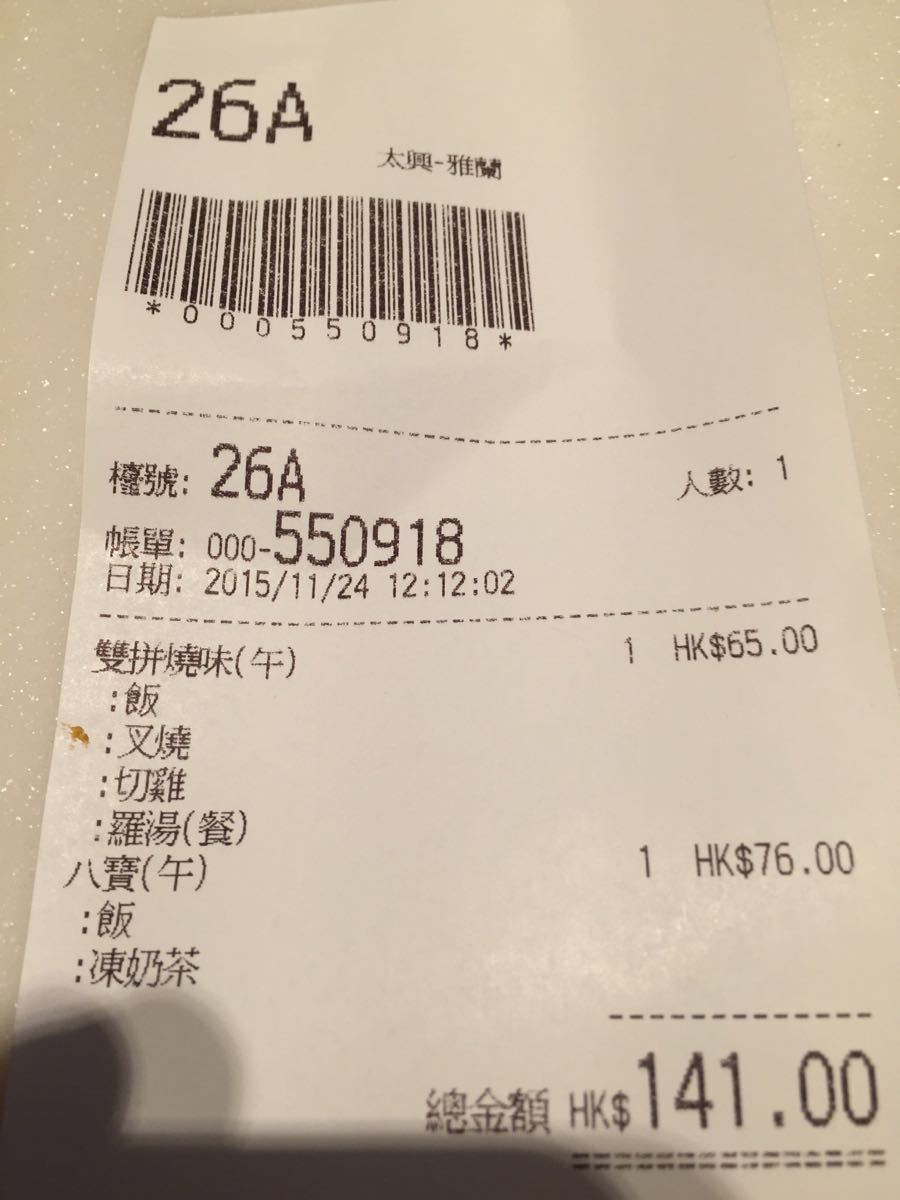 26A
太興-雅蘭
*000550918*
檯號: 26A 人數: 1
帳單: 000-550918
日期: 2015/11/24 12:12:02
雙拼燒味(午) 1 HK$65.00
:飯
:叉燒
:切雞
:羅湯(餐)
八寶(午) 1 HK$76.00
:飯
:凍奶茶
總金額 HK$141.00